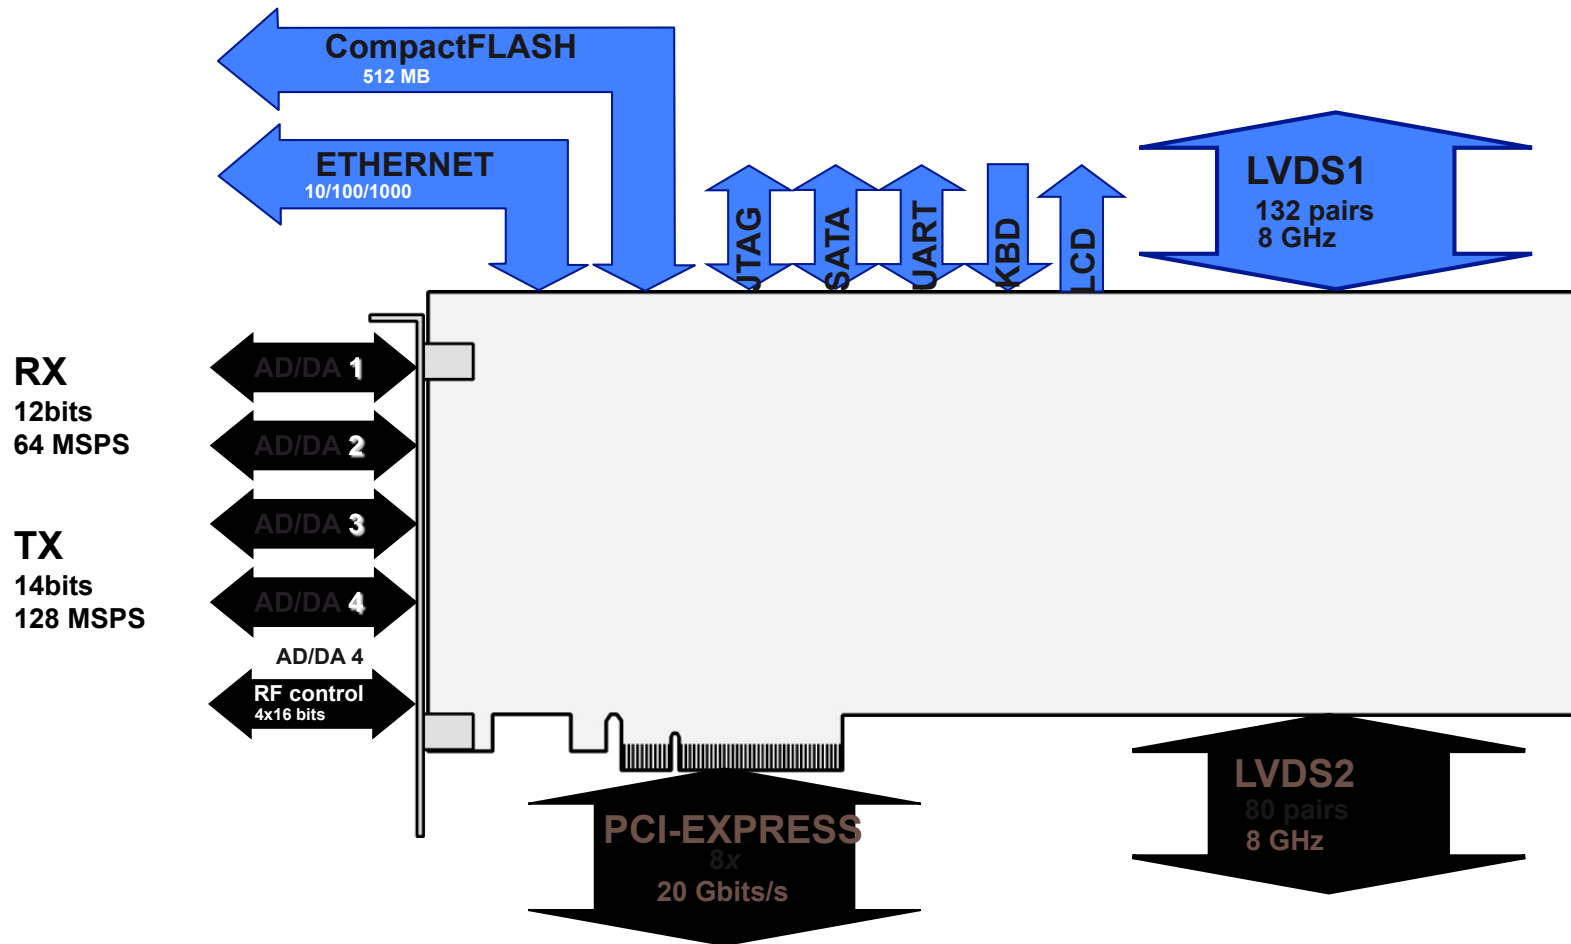 CompactFLASH
512 MB
ETHERNET
10/100/1000
JTAG
SATA
UART
KBD
LCD
LVDS1
132 pairs
8 GHz
RX
12bits
64 MSPS
TX
14bits
128 MSPS
AD/DA 1
AD/DA 2
AD/DA 3
AD/DA 4
AD/DA 4
RF control
4x16 bits
PCI-EXPRESS
8x
20 Gbits/s
LVDS2
80 pairs
8 GHz